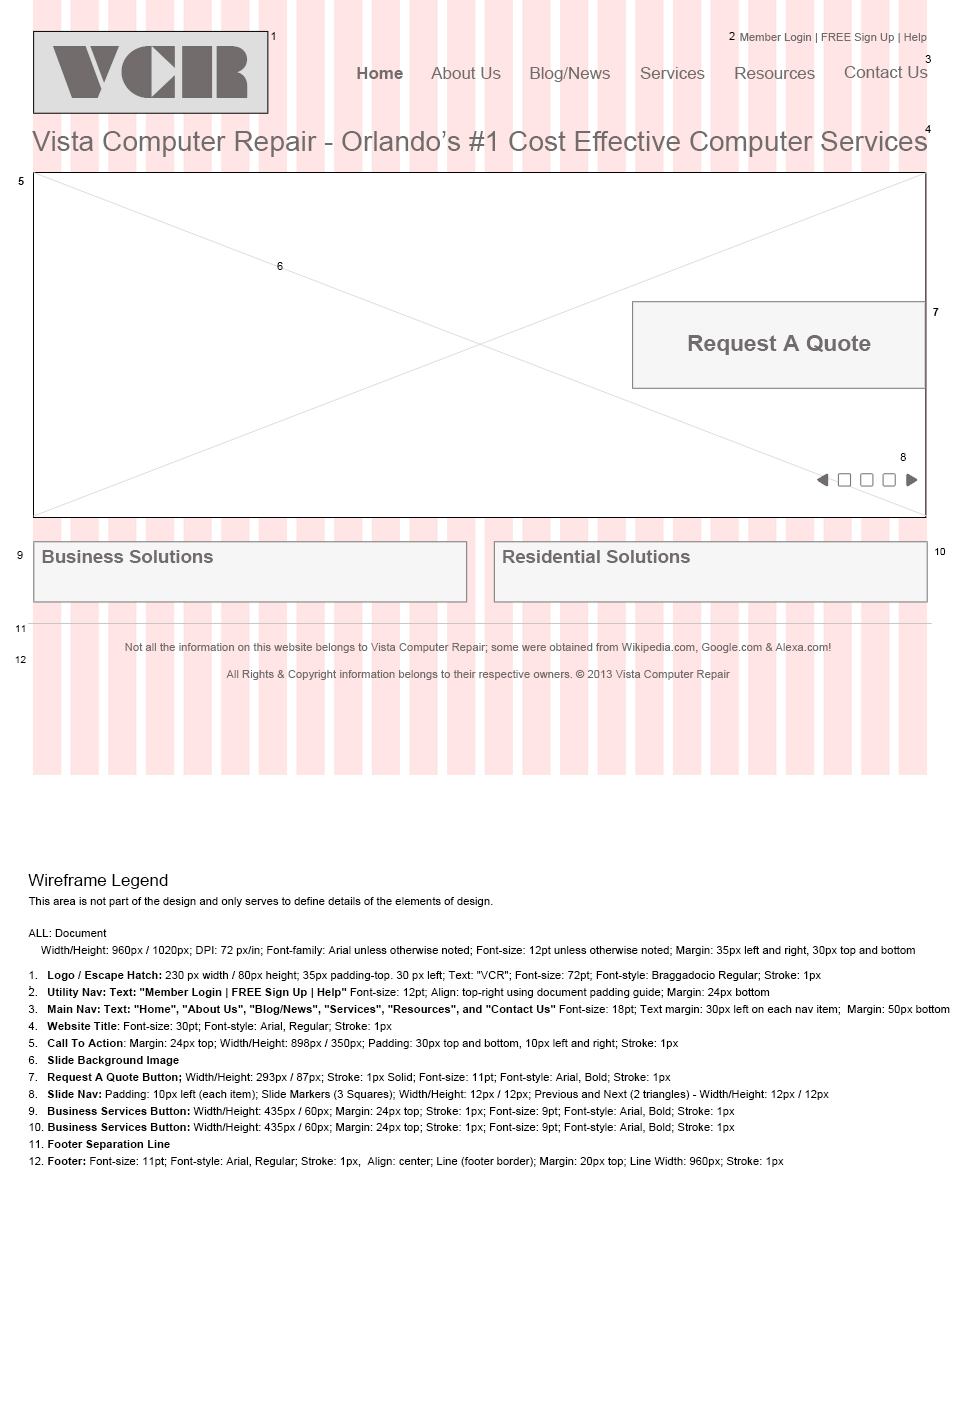 VCR 1
2 Member Login | FREE Sign Up | Help
3
Home About Us Blog/News Services Resources Contact Us
4
Vista Computer Repair - Orlando’s #1 Cost Effective Computer Services
5
6
7
Request A Quote
8
9 Business Solutions
Residential Solutions 10
11
Not all the information on this website belongs to Vista Computer Repair; some were obtained from Wikipedia.com, Google.com & Alexa.com!
12
All Rights & Copyright information belongs to their respective owners. © 2013 Vista Computer Repair
Wireframe Legend
This area is not part of the design and only serves to define details of the elements of design.
ALL: Document
Width/Height: 960px / 1020px; DPI: 72 px/in; Font-family: Arial unless otherwise noted; Font-size: 12pt unless otherwise noted; Margin: 35px left and right, 30px top and bottom
1. Logo / Escape Hatch: 230 px width / 80px height; 35px padding-top. 30 px left; Text: "VCR"; Font-size: 72pt; Font-style: Braggadocio Regular; Stroke: 1px
2. Utility Nav: Text: "Member Login | FREE Sign Up | Help" Font-size: 12pt; Align: top-right using document padding guide; Margin: 24px bottom
3. Main Nav: Text: "Home", "About Us", "Blog/News", "Services", "Resources", and "Contact Us" Font-size: 18pt; Text margin: 30px left on each nav item; Margin: 50px bottom
4. Website Title: Font-size: 30pt; Font-style: Arial, Regular; Stroke: 1px
5. Call To Action: Margin: 24px top; Width/Height: 898px / 350px; Padding: 30px top and bottom, 10px left and right; Stroke: 1px
6. Slide Background Image
7. Request A Quote Button; Width/Height: 293px / 87px; Stroke: 1px Solid; Font-size: 11pt; Font-style: Arial, Bold; Stroke: 1px
8. Slide Nav: Padding: 10px left (each item); Slide Markers (3 Squares); Width/Height: 12px / 12px; Previous and Next (2 triangles) - Width/Height: 12px / 12px
9. Business Services Button: Width/Height: 435px / 60px; Margin: 24px top; Stroke: 1px; Font-size: 9pt; Font-style: Arial, Bold; Stroke: 1px
10. Business Services Button: Width/Height: 435px / 60px; Margin: 24px top; Stroke: 1px; Font-size: 9pt; Font-style: Arial, Bold; Stroke: 1px
11. Footer Separation Line
12. Footer: Font-size: 11pt; Font-style: Arial, Regular; Stroke: 1px, Align: center; Line (footer border); Margin: 20px top; Line Width: 960px; Stroke: 1px